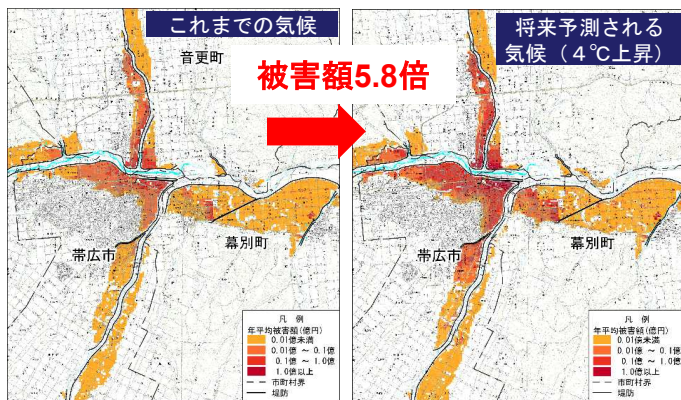 これまでの気候
将来予測される
気候（4℃上昇）
被害額5.8倍
音更町
帯広市
幕別町
凡　例
年平均被害額(億円)
0.01億未満
0.01億 ～ 0.1億
0.1億 ～ 1.0億
1.0億以上
市町村界
堤防
帯広市
幕別町
凡　例
年平均被害額(億円)
0.01億未満
0.01億 ～ 0.1億
0.1億 ～ 1.0億
1.0億以上
市町村界
堤防